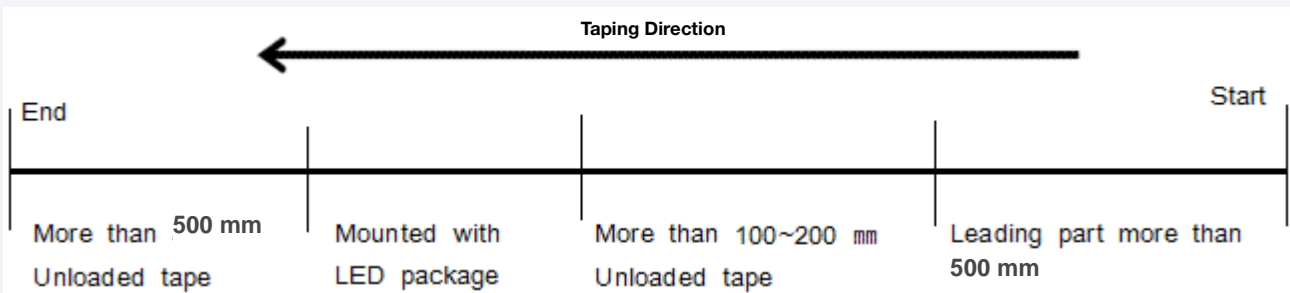 Taping Direction
Start
End
More than 500 mm
Unloaded tape
Mounted with
LED package
More than 100~200 ㎜
Unloaded tape
Leading part more than
500 mm